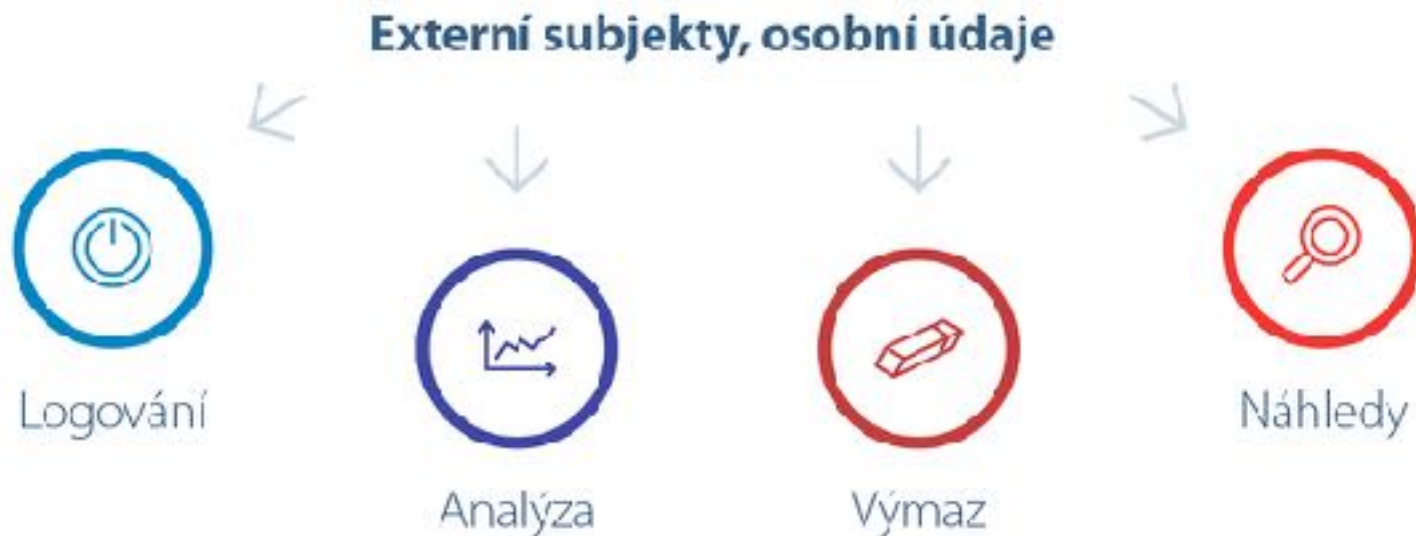 Externí subjekty, osobní údaje
Logování
Analýza
Výmaz
Náhledy